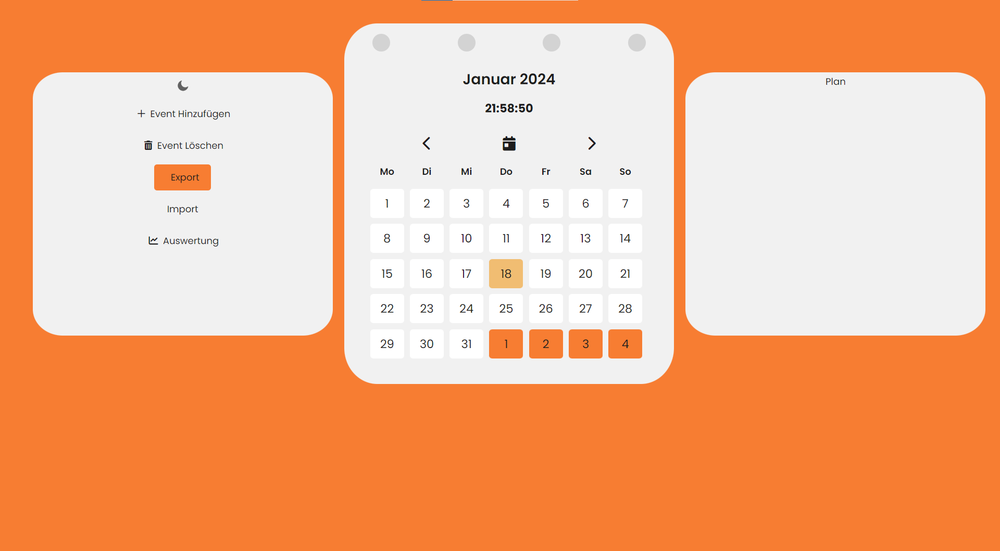 Event Hinzufügen
Event Löschen
Export
Import
Auswertung
Januar 2024
21:58:50
Mo Di Mi Do Fr Sa So
1 2 3 4 5 6 7
8 9 10 11 12 13 14
15 16 17 18 19 20 21
22 23 24 25 26 27 28
29 30 31 1 2 3 4
Plan